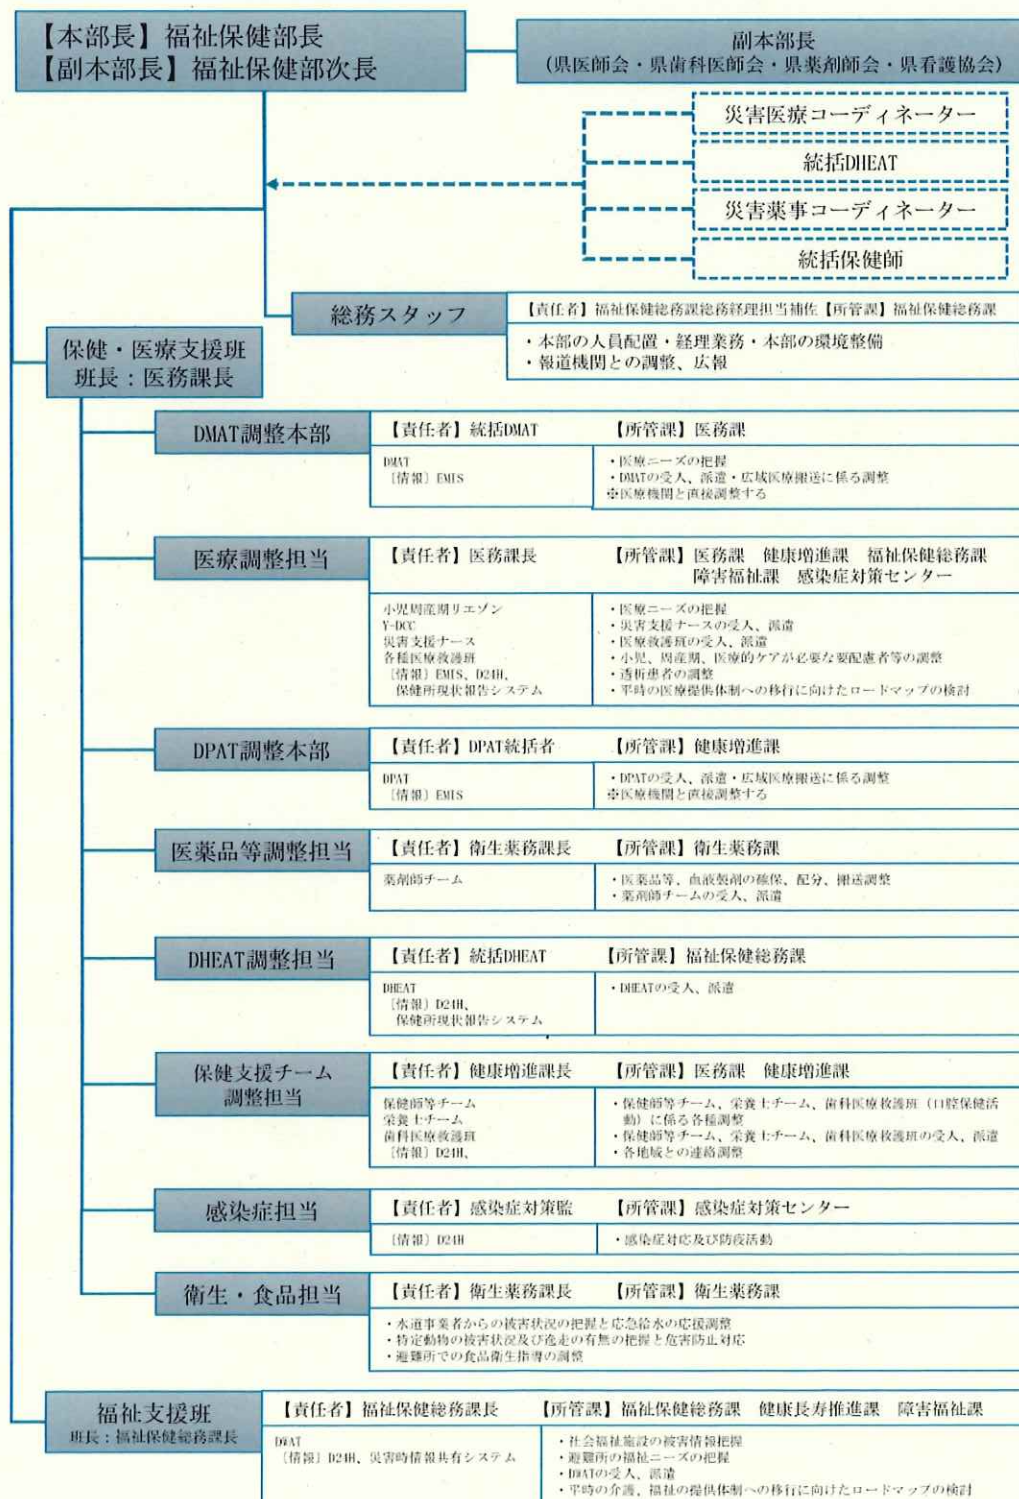 【本部長】福祉保健部長
【副本部長】福祉保健部次長
副本部長
(県医師会・県歯科医師会・県薬剤師会・県看護協会)
災害医療コーディネーター
統括DHEAT
災害薬事コーディネーター
統括保健師
総務スタッフ
【責任者】福祉保健総務課総務経理担当補佐【所管課】福祉保健総務課
・本部の人員配置・経理業務・本部の環境整備
・報道機関との調整、広報
保健・医療支援班
班長：医務課長
DMAT調整本部
【責任者】統括DMAT 【所管課】医務課
DMAT
〔情報〕EMIS
・医療ニーズの把握
・DMATの受入、派遣・広域医療搬送に係る調整
※医療機関と直接調整する
医療調整担当
【責任者】医務課長 【所管課】医務課 健康増進課 福祉保健総務課
障害福祉課 感染症対策センター
小児周産期リエゾン
Y-DCC
災害支援ナース
各種医療救護班
〔情報〕EMIS、D24H、
保健所現状報告システム
・医療ニーズの把握
・災害支援ナースの受入、派遣
・医療救護班の受入、派遣
・小児、周産期、医療的ケアが必要な要配慮者等の調整
・透析患者の調整
・平時の医療提供体制への移行に向けたロードマップの検討
DPAT調整本部
【責任者】DPAT統括者 【所管課】健康増進課
DPAT
〔情報〕EMIS
・DPATの受入、派遣・広域医療搬送に係る調整
※医療機関と直接調整する
医薬品等調整担当
【責任者】衛生薬務課長 【所管課】衛生薬務課
薬剤師チーム
・医薬品等、血液製剤の確保、配分、搬送調整
・薬剤師チームの受入、派遣
DHEAT調整担当
【責任者】統括DHEAT 【所管課】福祉保健総務課
DHEAT
〔情報〕D24H、
保健所現状報告システム
・DHEATの受入、派遣
保健支援チーム
調整担当
【責任者】健康増進課長 【所管課】医務課 健康増進課
保健師等チーム
栄養士チーム
歯科医療救護班
〔情報〕D24H、
・保健師等チーム、栄養士チーム、歯科医療救護班（口腔保健活
動）に係る各種調整
・保健師等チーム、栄養士チーム、歯科医療救護班の受入、派遣
・各地域との連絡調整
感染症担当
【責任者】感染症対策監 【所管課】感染症対策センター
〔情報〕D24H
・感染症対応及び防疫活動
衛生・食品担当
【責任者】衛生薬務課長 【所管課】衛生薬務課
・水道事業者からの被害状況の把握と応急給水の応援調整
・特定動物の被害状況及び逸走の有無の把握と危害防止対応
・避難所での食品衛生指導の調整
福祉支援班
班長：福祉保健総務課長
【責任者】福祉保健総務課長 【所管課】福祉保健総務課 健康長寿推進課 障害福祉課
DWAT
〔情報〕D24H、災害時情報共有システム
・社会福祉施設の被害情報把握
・避難所の福祉ニーズの把握
・DWATの受入、派遣
・平時の介護、福祉の提供体制への移行に向けたロードマップの検討